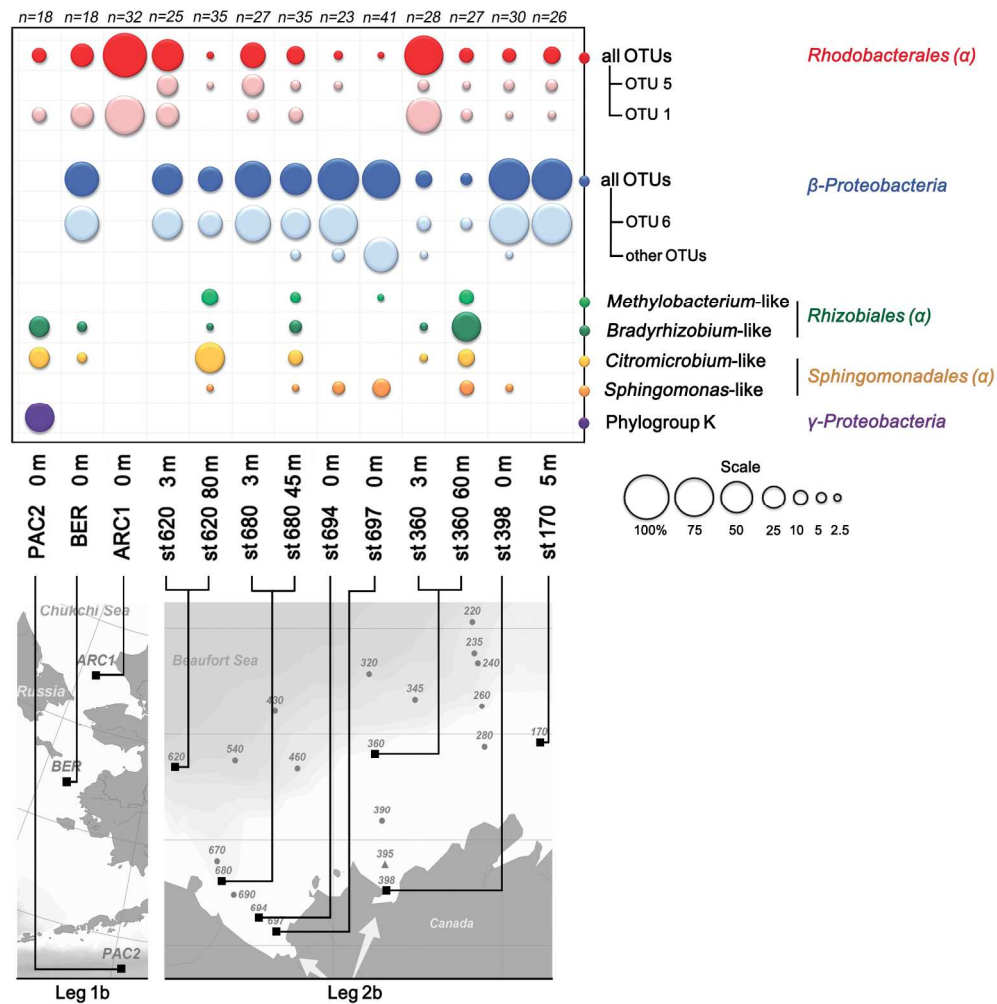 n=18 n=18 n=32 n=25 n=35 n=27 n=35 n=23 n=41 n=28 n=27 n=30 n=26
all OTUs Rhodobacterales (α)
OTU 5
OTU 1
all OTUs β-Proteobacteria
OTU 6
other OTUs
Methylobacterium-like
Rhizobiales (α)
Bradyrhizobium-like
Citromicrobium-like
Sphingomonadales (α)
Sphingomonas-like
Phylogroup K γ-Proteobacteria
PAC2 0 m
BER 0 m
ARC1 0 m
st 620 3 m
st 620 80 m
st 680 3 m
st 680 45 m
st 694 0 m
st 697 0 m
st 360 3 m
st 360 60 m
st 398 0 m
st 170 5 m
Scale
100% 75 50 25 10 5 2.5
Chukchi Sea
ARC1
Russia
BER
PAC2
Leg 1b
Beaufort Sea
220
235
240
320
345
260
430
280
170
360
540
460
620
390
670
395
680
398
690
694
697
Canada
Leg 2b